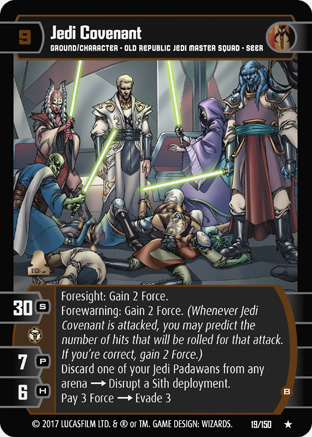 9
Jedi Covenant
GROUND/CHARACTER - OLD REPUBLIC JEDI MASTER SQUAD - SEER
30 S
7 P
6 H
Foresight: Gain 2 Force.
Forewarning: Gain 2 Force. (Whenever Jedi
Covenant is attacked, you may predict the
number of hits that will be rolled for that attack.
If you're correct, gain 2 Force.)
Discard one of your Jedi Padawans from any
arena → Disrupt a Sith deployment.
Pay 3 Force → Evade 3
B
© 2017 LUCASFILM LTD. & ® or TM. GAME DESIGN: WIZARDS.
19/150 ★